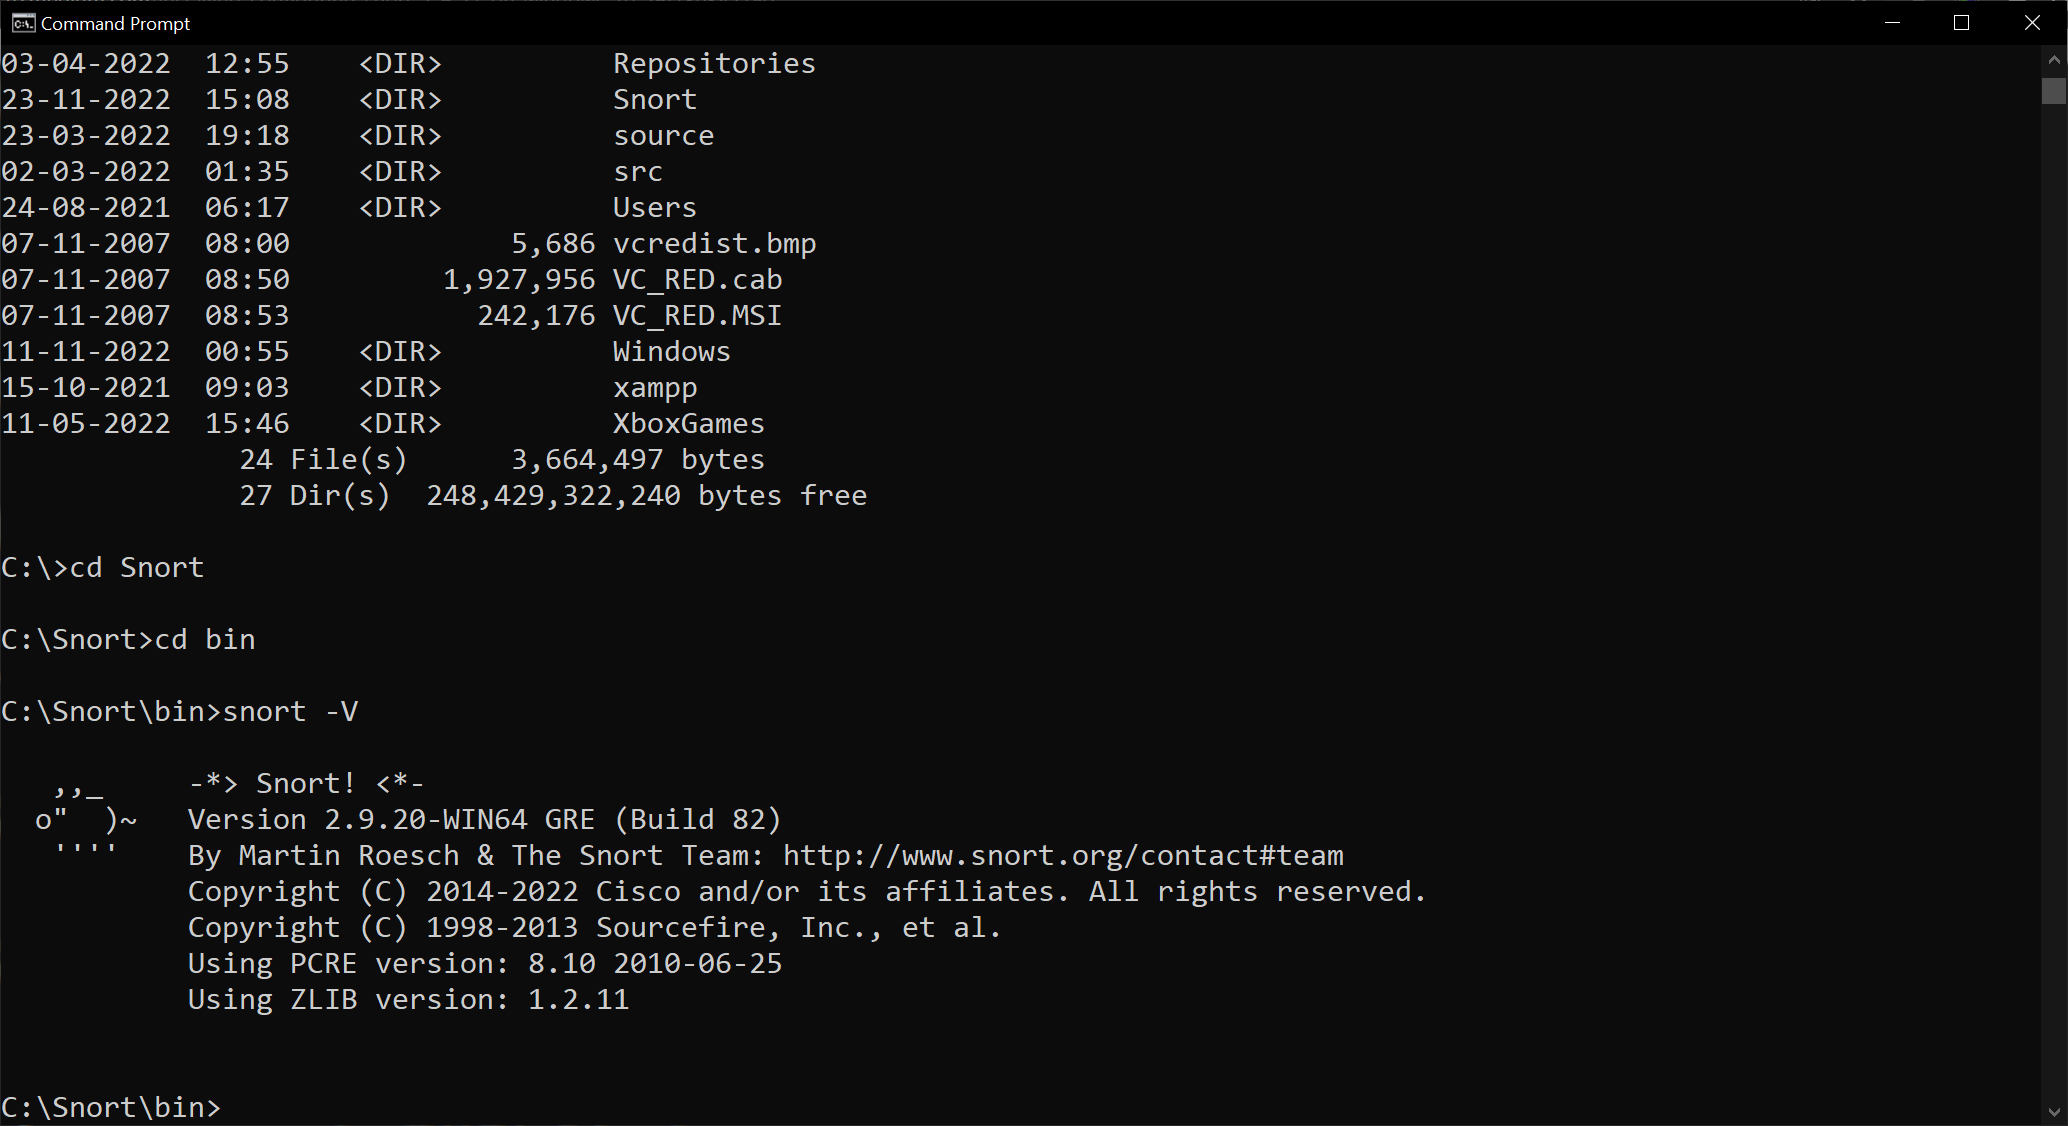 Command Prompt
03-04-2022  12:55    <DIR>          Repositories
23-11-2022  15:08    <DIR>          Snort
23-03-2022  19:18    <DIR>          source
02-03-2022  01:35    <DIR>          src
24-08-2021  06:17    <DIR>          Users
07-11-2007  08:00             5,686 vcredist.bmp
07-11-2007  08:50         1,927,956 VC_RED.cab
07-11-2007  08:53           242,176 VC_RED.MSI
11-11-2022  00:55    <DIR>          Windows
15-10-2021  09:03    <DIR>          xampp
11-05-2022  15:46    <DIR>          XboxGames
              24 File(s)      3,664,497 bytes
              27 Dir(s)  248,429,322,240 bytes free
C:\>cd Snort
C:\Snort>cd bin
C:\Snort\bin>snort -V
   ,,_     -*> Snort! <*-
  o"  )~   Version 2.9.20-WIN64 GRE (Build 82)
   ''''    By Martin Roesch & The Snort Team: http://www.snort.org/contact#team
           Copyright (C) 2014-2022 Cisco and/or its affiliates. All rights reserved.
           Copyright (C) 1998-2013 Sourcefire, Inc., et al.
           Using PCRE version: 8.10 2010-06-25
           Using ZLIB version: 1.2.11
C:\Snort\bin>